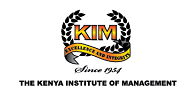 KIM
EXCELLENCE AND INTEGRITY
Since 1954
THE KENYA INSTITUTE OF MANAGEMENT